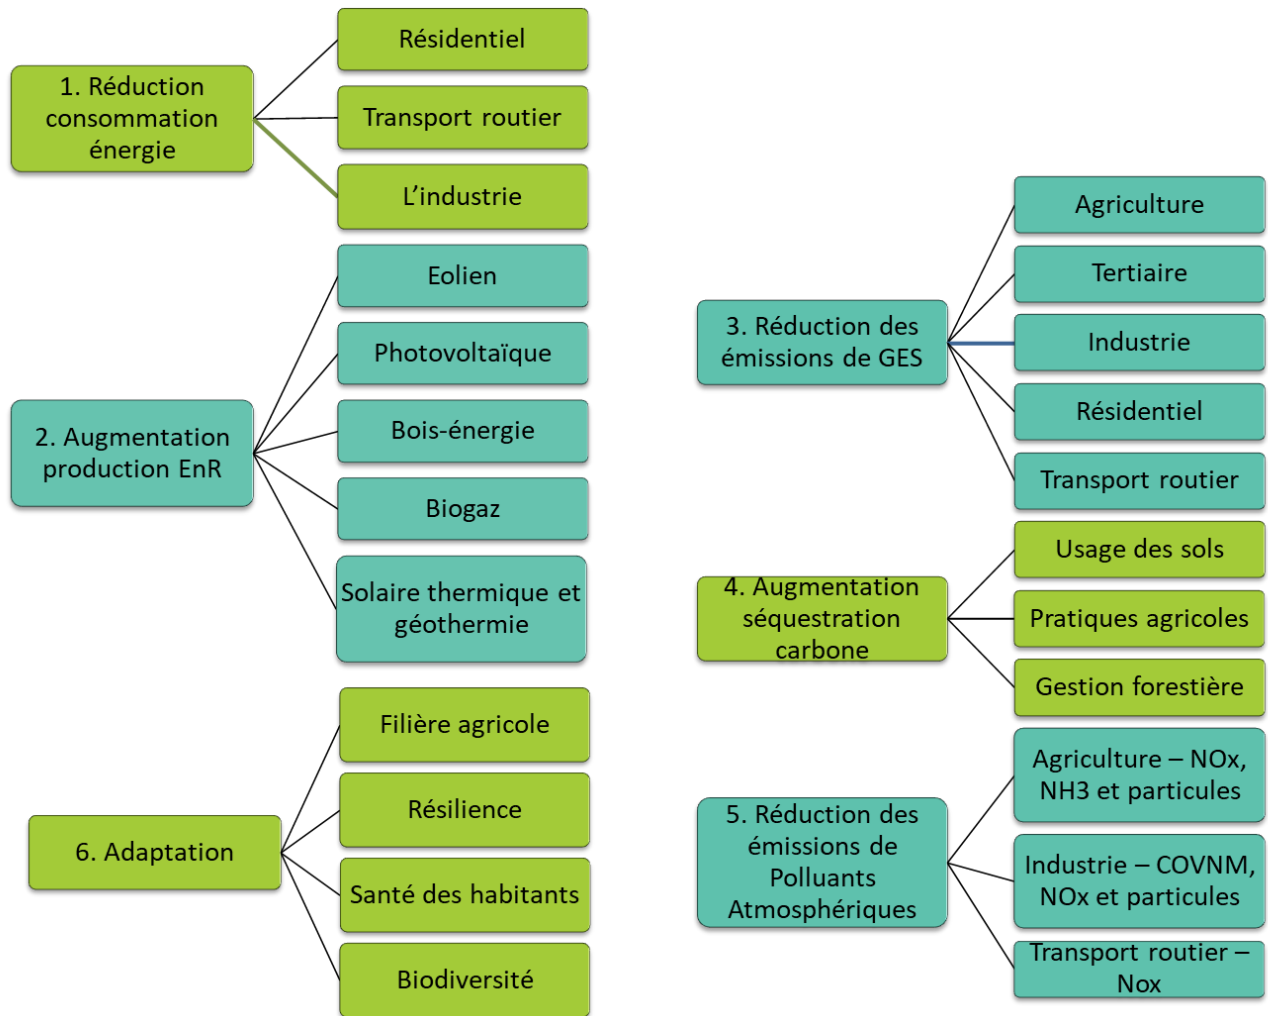 1. Réduction
consommation
énergie
Résidentiel
Transport routier
L'industrie
2. Augmentation
production EnR
Eolien
Photovoltaïque
Bois-énergie
Biogaz
Solaire thermique et
géothermie
6. Adaptation
Filière agricole
Résilience
Santé des habitants
Biodiversité
3. Réduction des
émissions de GES
Agriculture
Tertiaire
Industrie
Résidentiel
Transport routier
4. Augmentation
séquestration
carbone
Usage des sols
Pratiques agricoles
Gestion forestière
5. Réduction des
émissions de
Polluants
Atmosphériques
Agriculture – NOx,
NH3 et particules
Industrie – COVNM,
NOx et particules
Transport routier –
Nox